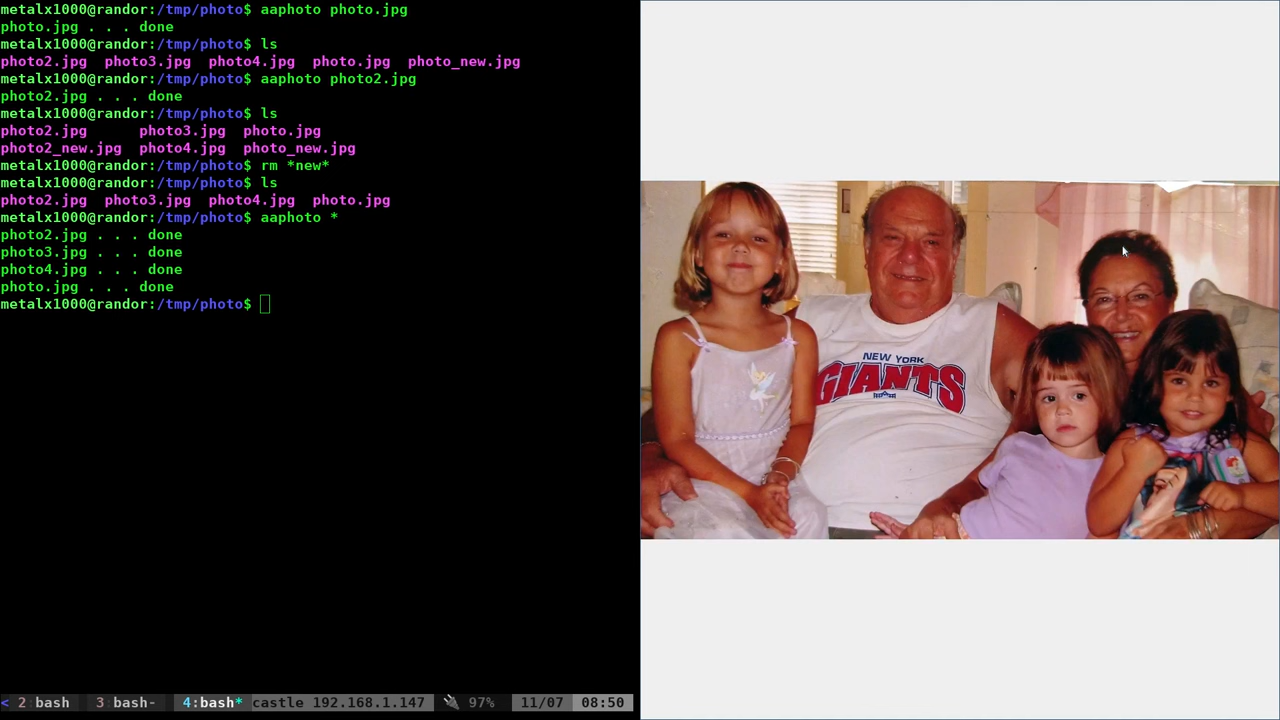 metalx1000@randor:/tmp/photo$ aaphoto photo.jpg
photo.jpg . . . done
metalx1000@randor:/tmp/photo$ ls
photo2.jpg  photo3.jpg  photo4.jpg  photo.jpg  photo_new.jpg
metalx1000@randor:/tmp/photo$ aaphoto photo2.jpg
photo2.jpg . . . done
metalx1000@randor:/tmp/photo$ ls
photo2.jpg      photo3.jpg  photo.jpg
photo2_new.jpg  photo4.jpg  photo_new.jpg
metalx1000@randor:/tmp/photo$ rm *new*
metalx1000@randor:/tmp/photo$ ls
photo2.jpg  photo3.jpg  photo4.jpg  photo.jpg
metalx1000@randor:/tmp/photo$ aaphoto *
photo2.jpg . . . done
photo3.jpg . . . done
photo4.jpg . . . done
photo.jpg . . . done
metalx1000@randor:/tmp/photo$
< 2 bash 3 bash- 4:bash* castle 192.168.1.147 97% 11/07 08:50
NEW YORK
GIANTS